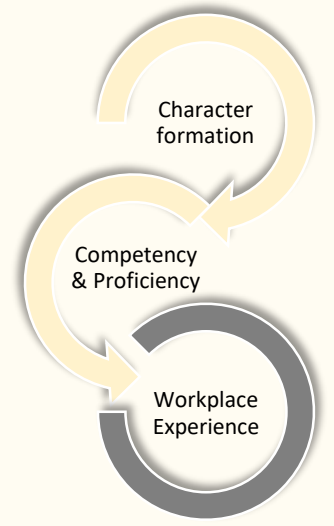 Character
formation
Competency
& Proficiency
Workplace
Experience